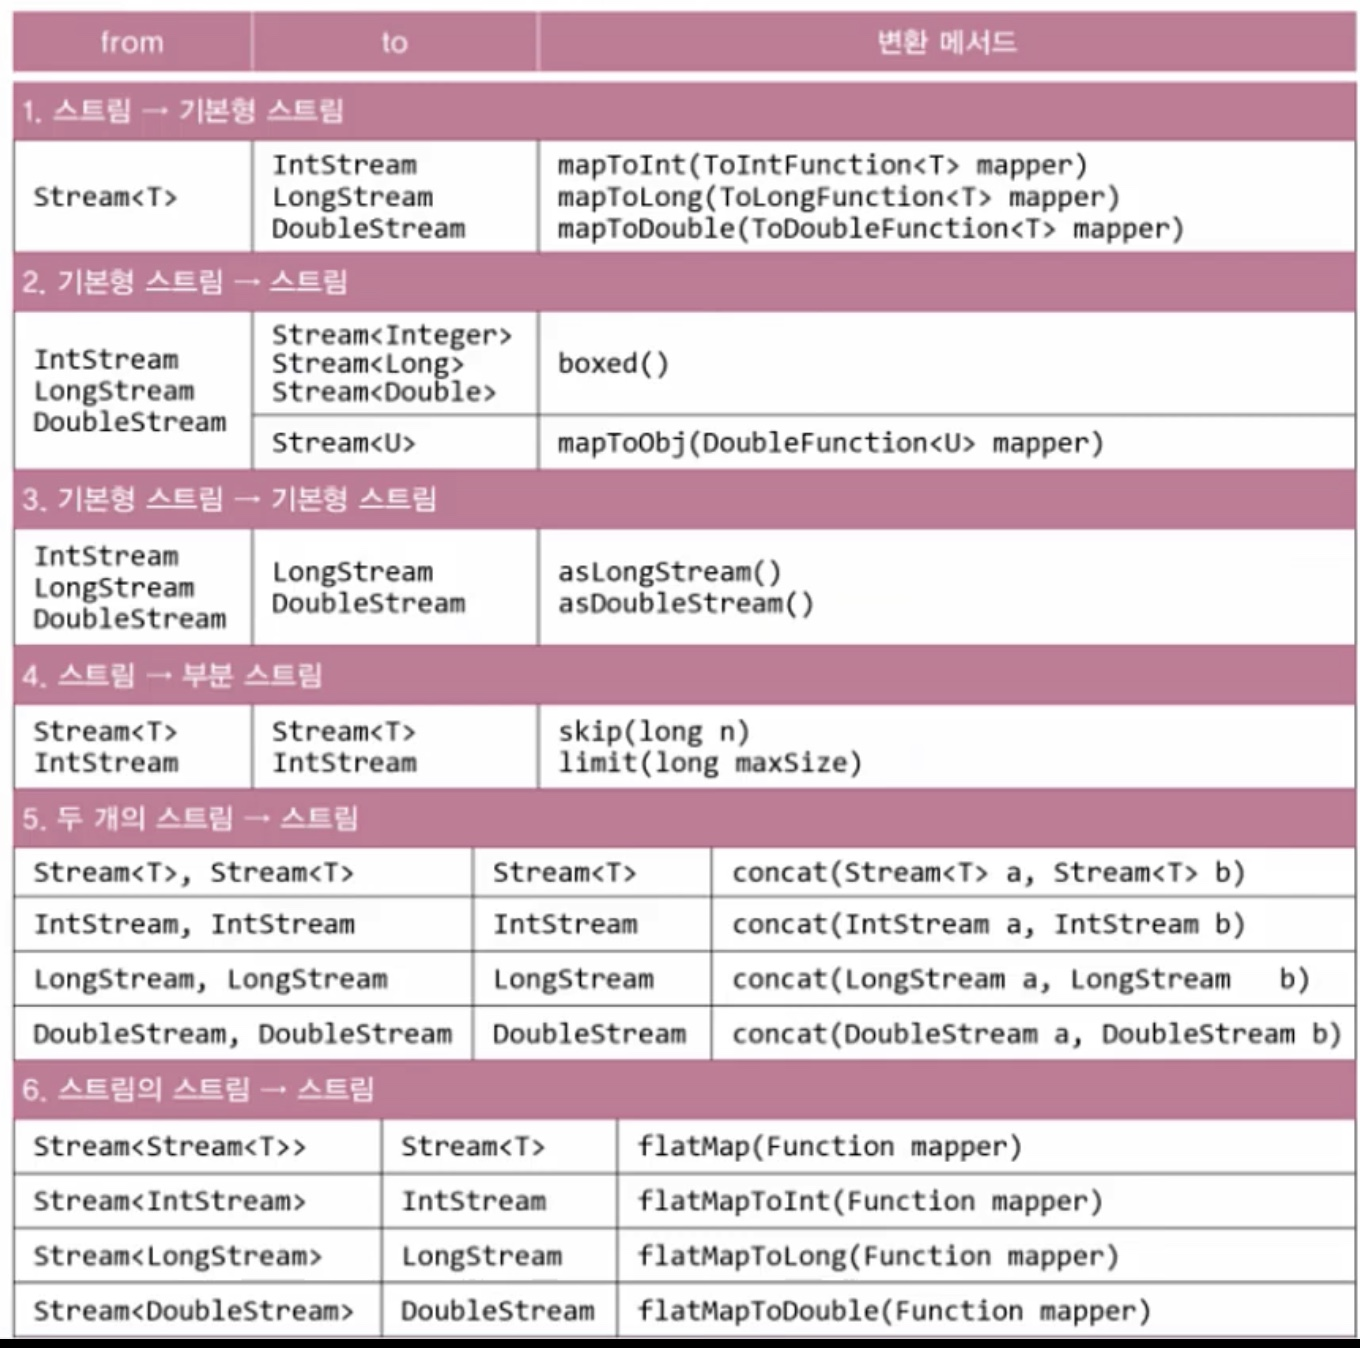 from to 변환 메서드
1. 스트림 → 기본형 스트림
Stream<T>
IntStream
LongStream
DoubleStream
mapToInt(ToIntFunction<T> mapper)
mapToLong(ToLongFunction<T> mapper)
mapToDouble(ToDoubleFunction<T> mapper)
2. 기본형 스트림 → 스트림
IntStream
LongStream
DoubleStream
Stream<Integer>
Stream<Long>
Stream<Double>
boxed()
Stream<U>
mapToObj(DoubleFunction<U> mapper)
3. 기본형 스트림 → 기본형 스트림
IntStream
LongStream
DoubleStream
LongStream
DoubleStream
asLongStream()
asDoubleStream()
4. 스트림 → 부분 스트림
Stream<T>
IntStream
Stream<T>
IntStream
skip(long n)
limit(long maxSize)
5. 두 개의 스트림 → 스트림
Stream<T>, Stream<T> Stream<T> concat(Stream<T> a, Stream<T> b)
IntStream, IntStream IntStream concat(IntStream a, IntStream b)
LongStream, LongStream LongStream concat(LongStream a, LongStream b)
DoubleStream, DoubleStream DoubleStream concat(DoubleStream a, DoubleStream b)
6. 스트림의 스트림 → 스트림
Stream<Stream<T>> Stream<T> flatMap(Function mapper)
Stream<IntStream> IntStream flatMapToInt(Function mapper)
Stream<LongStream> LongStream flatMapToLong(Function mapper)
Stream<DoubleStream> DoubleStream flatMapToDouble(Function mapper)